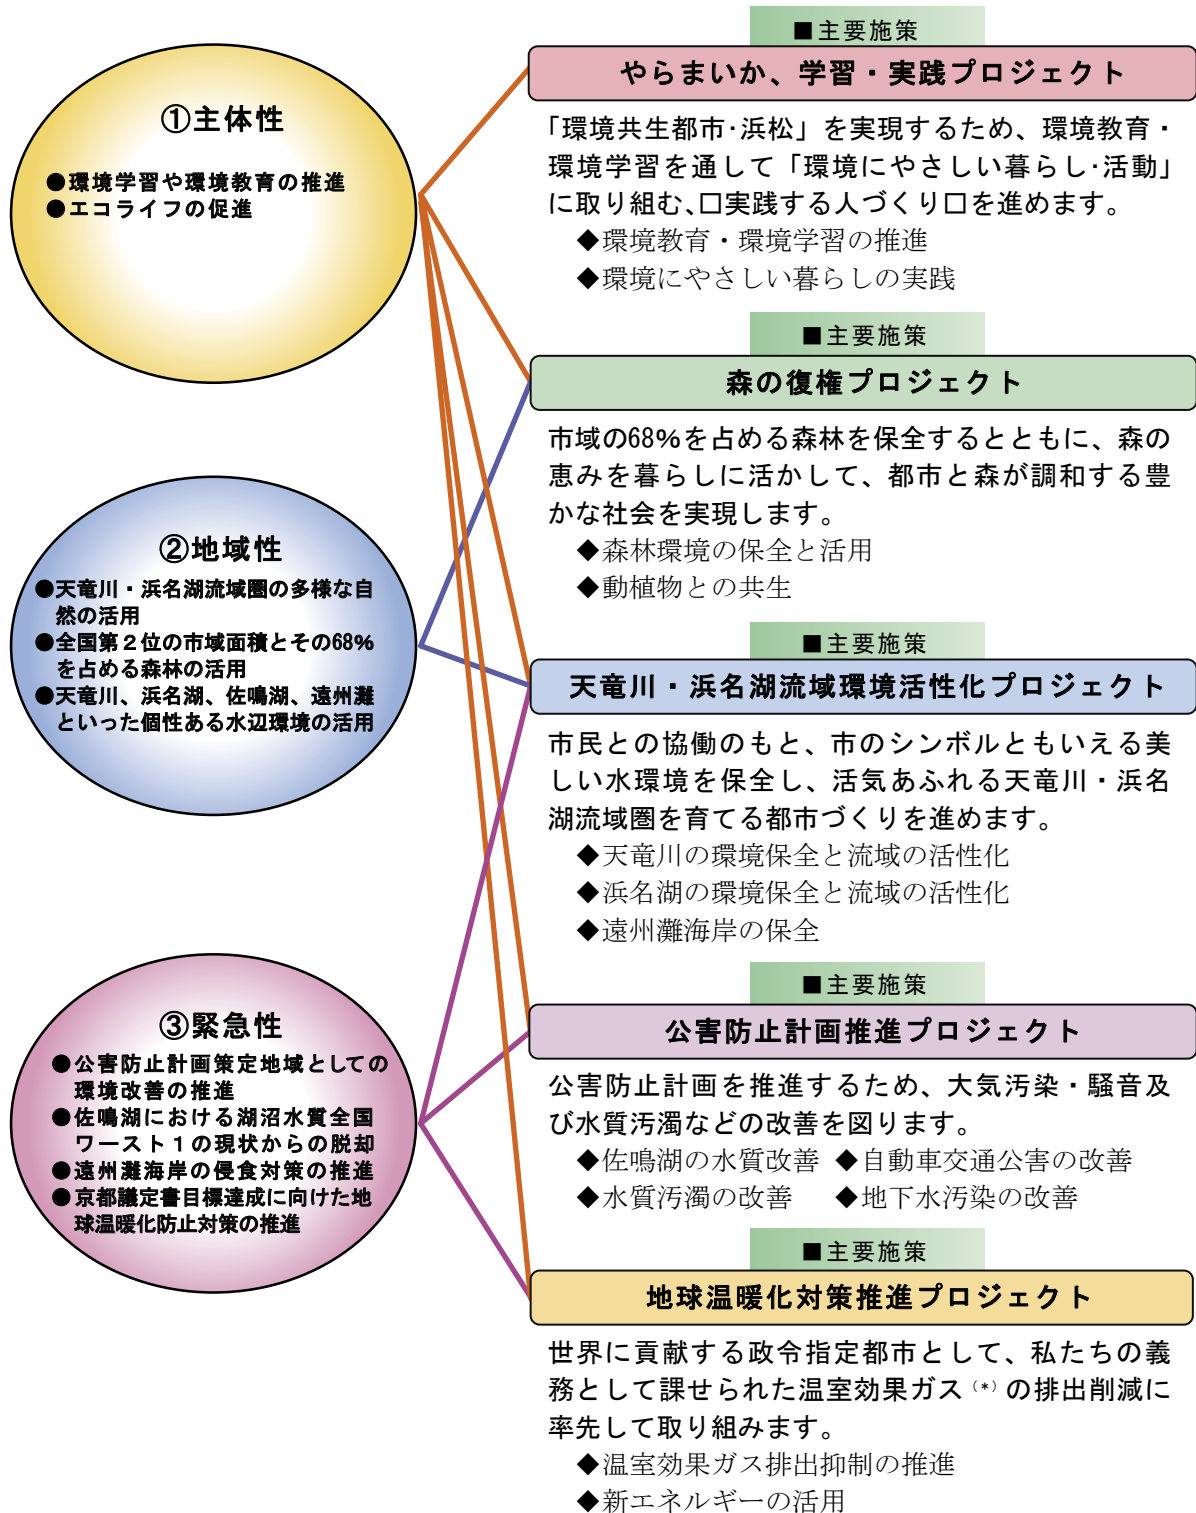 ①主体性
●環境学習や環境教育の推進
●エコライフの促進
②地域性
●天竜川・浜名湖流域圏の多様な自
然の活用
●全国第２位の市域面積とその68%
を占める森林の活用
●天竜川、浜名湖、佐鳴湖、遠州灘
といった個性ある水辺環境の活用
③緊急性
●公害防止計画策定地域としての
環境改善の推進
●佐鳴湖における湖沼水質全国
ワースト１の現状からの脱却
●遠州灘海岸の侵食対策の推進
●京都議定書目標達成に向けた地
球温暖化防止対策の推進
■主要施策
やらまいか、学習・実践プロジェクト
「環境共生都市･浜松」を実現するため、環境教育・
環境学習を通して「環境にやさしい暮らし･活動」
に取り組む、□実践する人づくり□を進めます。
◆環境教育・環境学習の推進
◆環境にやさしい暮らしの実践
■主要施策
森の復権プロジェクト
市域の68%を占める森林を保全するとともに、森の
恵みを暮らしに活かして、都市と森が調和する豊
かな社会を実現します。
◆森林環境の保全と活用
◆動植物との共生
■主要施策
天竜川・浜名湖流域環境活性化プロジェクト
市民との協働のもと、市のシンボルともいえる美
しい水環境を保全し、活気あふれる天竜川・浜名
湖流域圏を育てる都市づくりを進めます。
◆天竜川の環境保全と流域の活性化
◆浜名湖の環境保全と流域の活性化
◆遠州灘海岸の保全
■主要施策
公害防止計画推進プロジェクト
公害防止計画を推進するため、大気汚染・騒音及
び水質汚濁などの改善を図ります。
◆佐鳴湖の水質改善 ◆自動車交通公害の改善
◆水質汚濁の改善 ◆地下水汚染の改善
■主要施策
地球温暖化対策推進プロジェクト
世界に貢献する政令指定都市として、私たちの義
務として課せられた温室効果ガス(*)の排出削減に
率先して取り組みます。
◆温室効果ガス排出抑制の推進
◆新エネルギーの活用